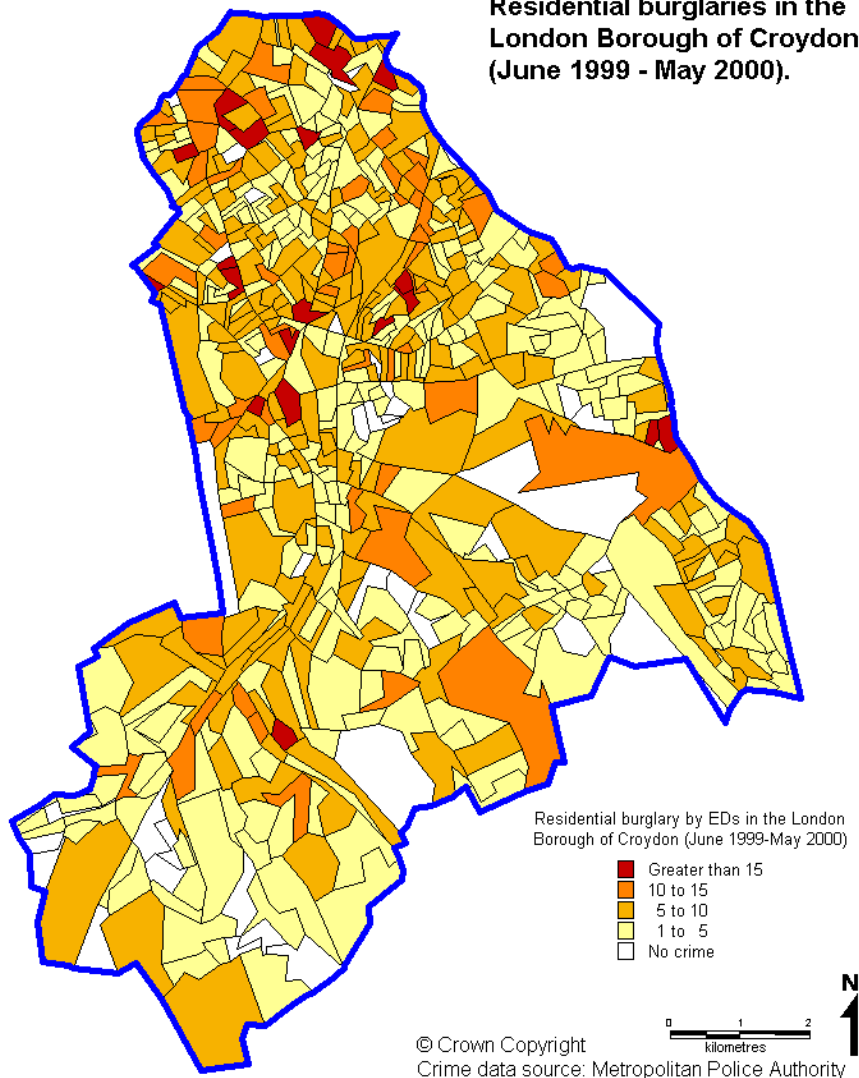 Residential burglaries in the
London Borough of Croydon
(June 1999 - May 2000).
Residential burglary by EDs in the London
Borough of Croydon (June 1999-May 2000)
Greater than 15
10 to 15
5 to 10
1 to 5
No crime
N
0 1 2
kilometres
© Crown Copyright
Crime data source: Metropolitan Police Authority